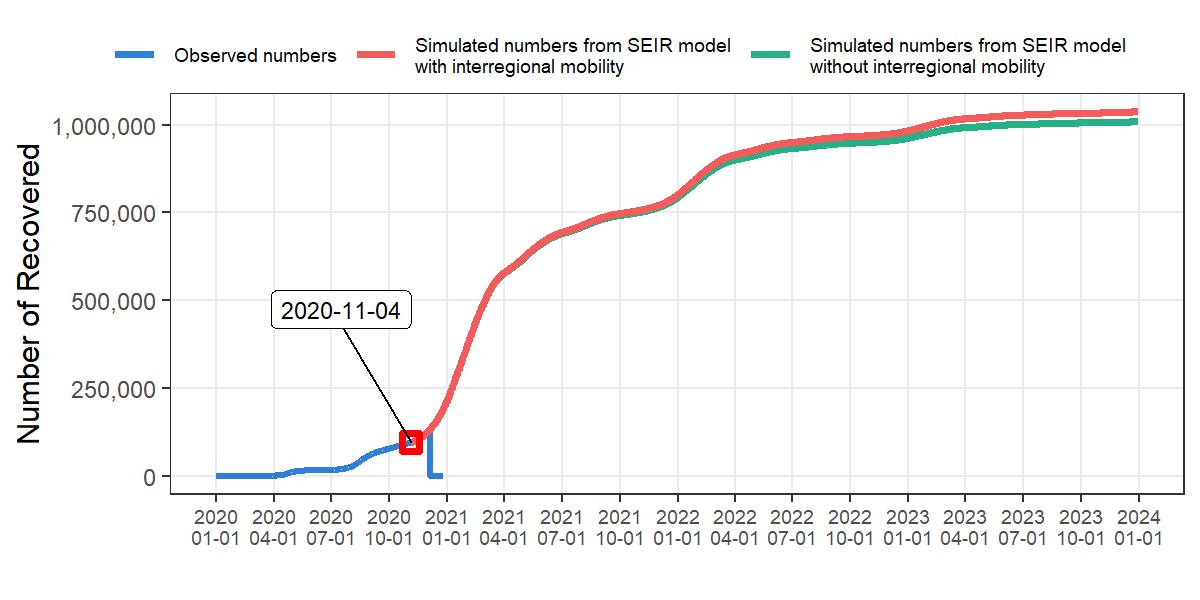 Observed numbers
Simulated numbers from SEIR model
with interregional mobility
Simulated numbers from SEIR model
without interregional mobility
Number of Recovered
1,000,000
750,000
500,000
250,000
0
2020-11-04
2020 2020 2020 2020 2021 2021 2021 2021 2022 2022 2022 2022 2023 2023 2023 2023 2024
01-01 04-01 07-01 10-01 01-01 04-01 07-01 10-01 01-01 04-01 07-01 10-01 01-01 04-01 07-01 10-01 01-01